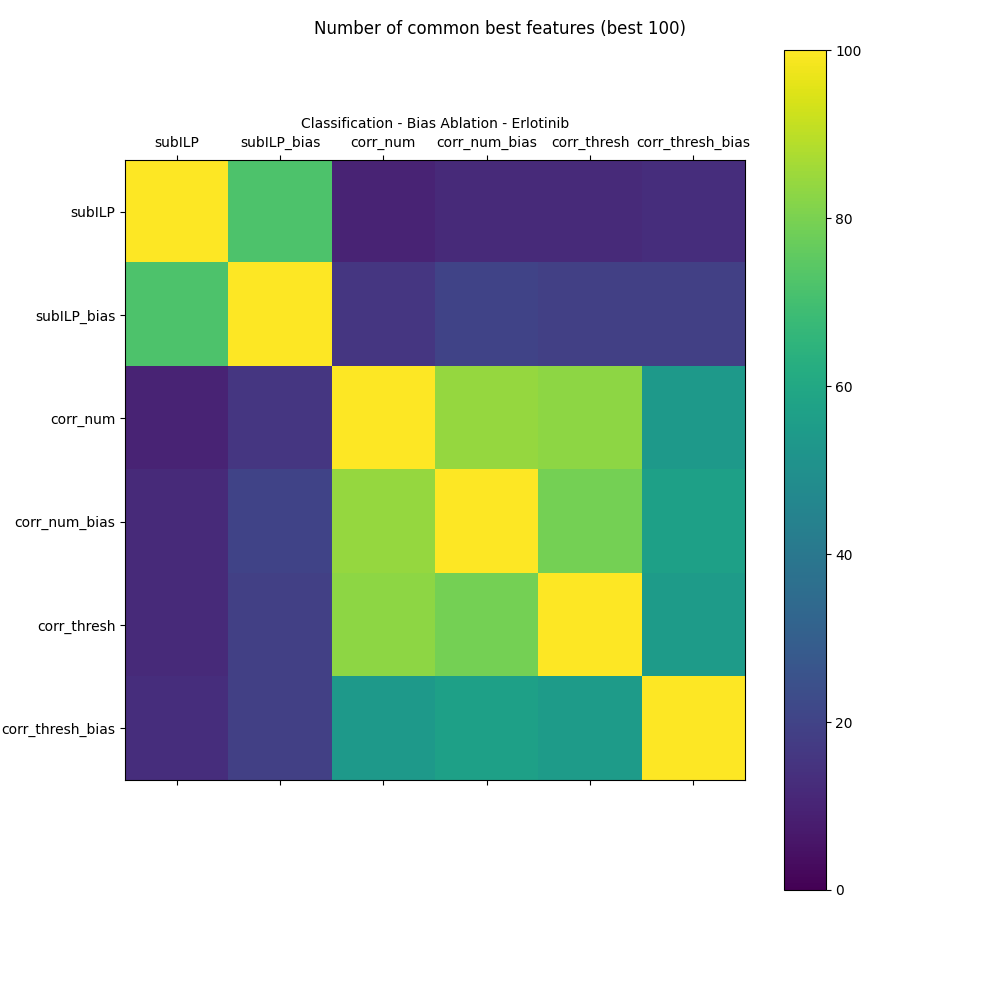 Number of common best features (best 100)
Classification - Bias Ablation - Erlotinib
subILP subILP_bias corr_num corr_num_bias corr_thresh corr_thresh_bias
subILP
subILP_bias
corr_num
corr_num_bias
corr_thresh
corr_thresh_bias
100
80
60
40
20
0